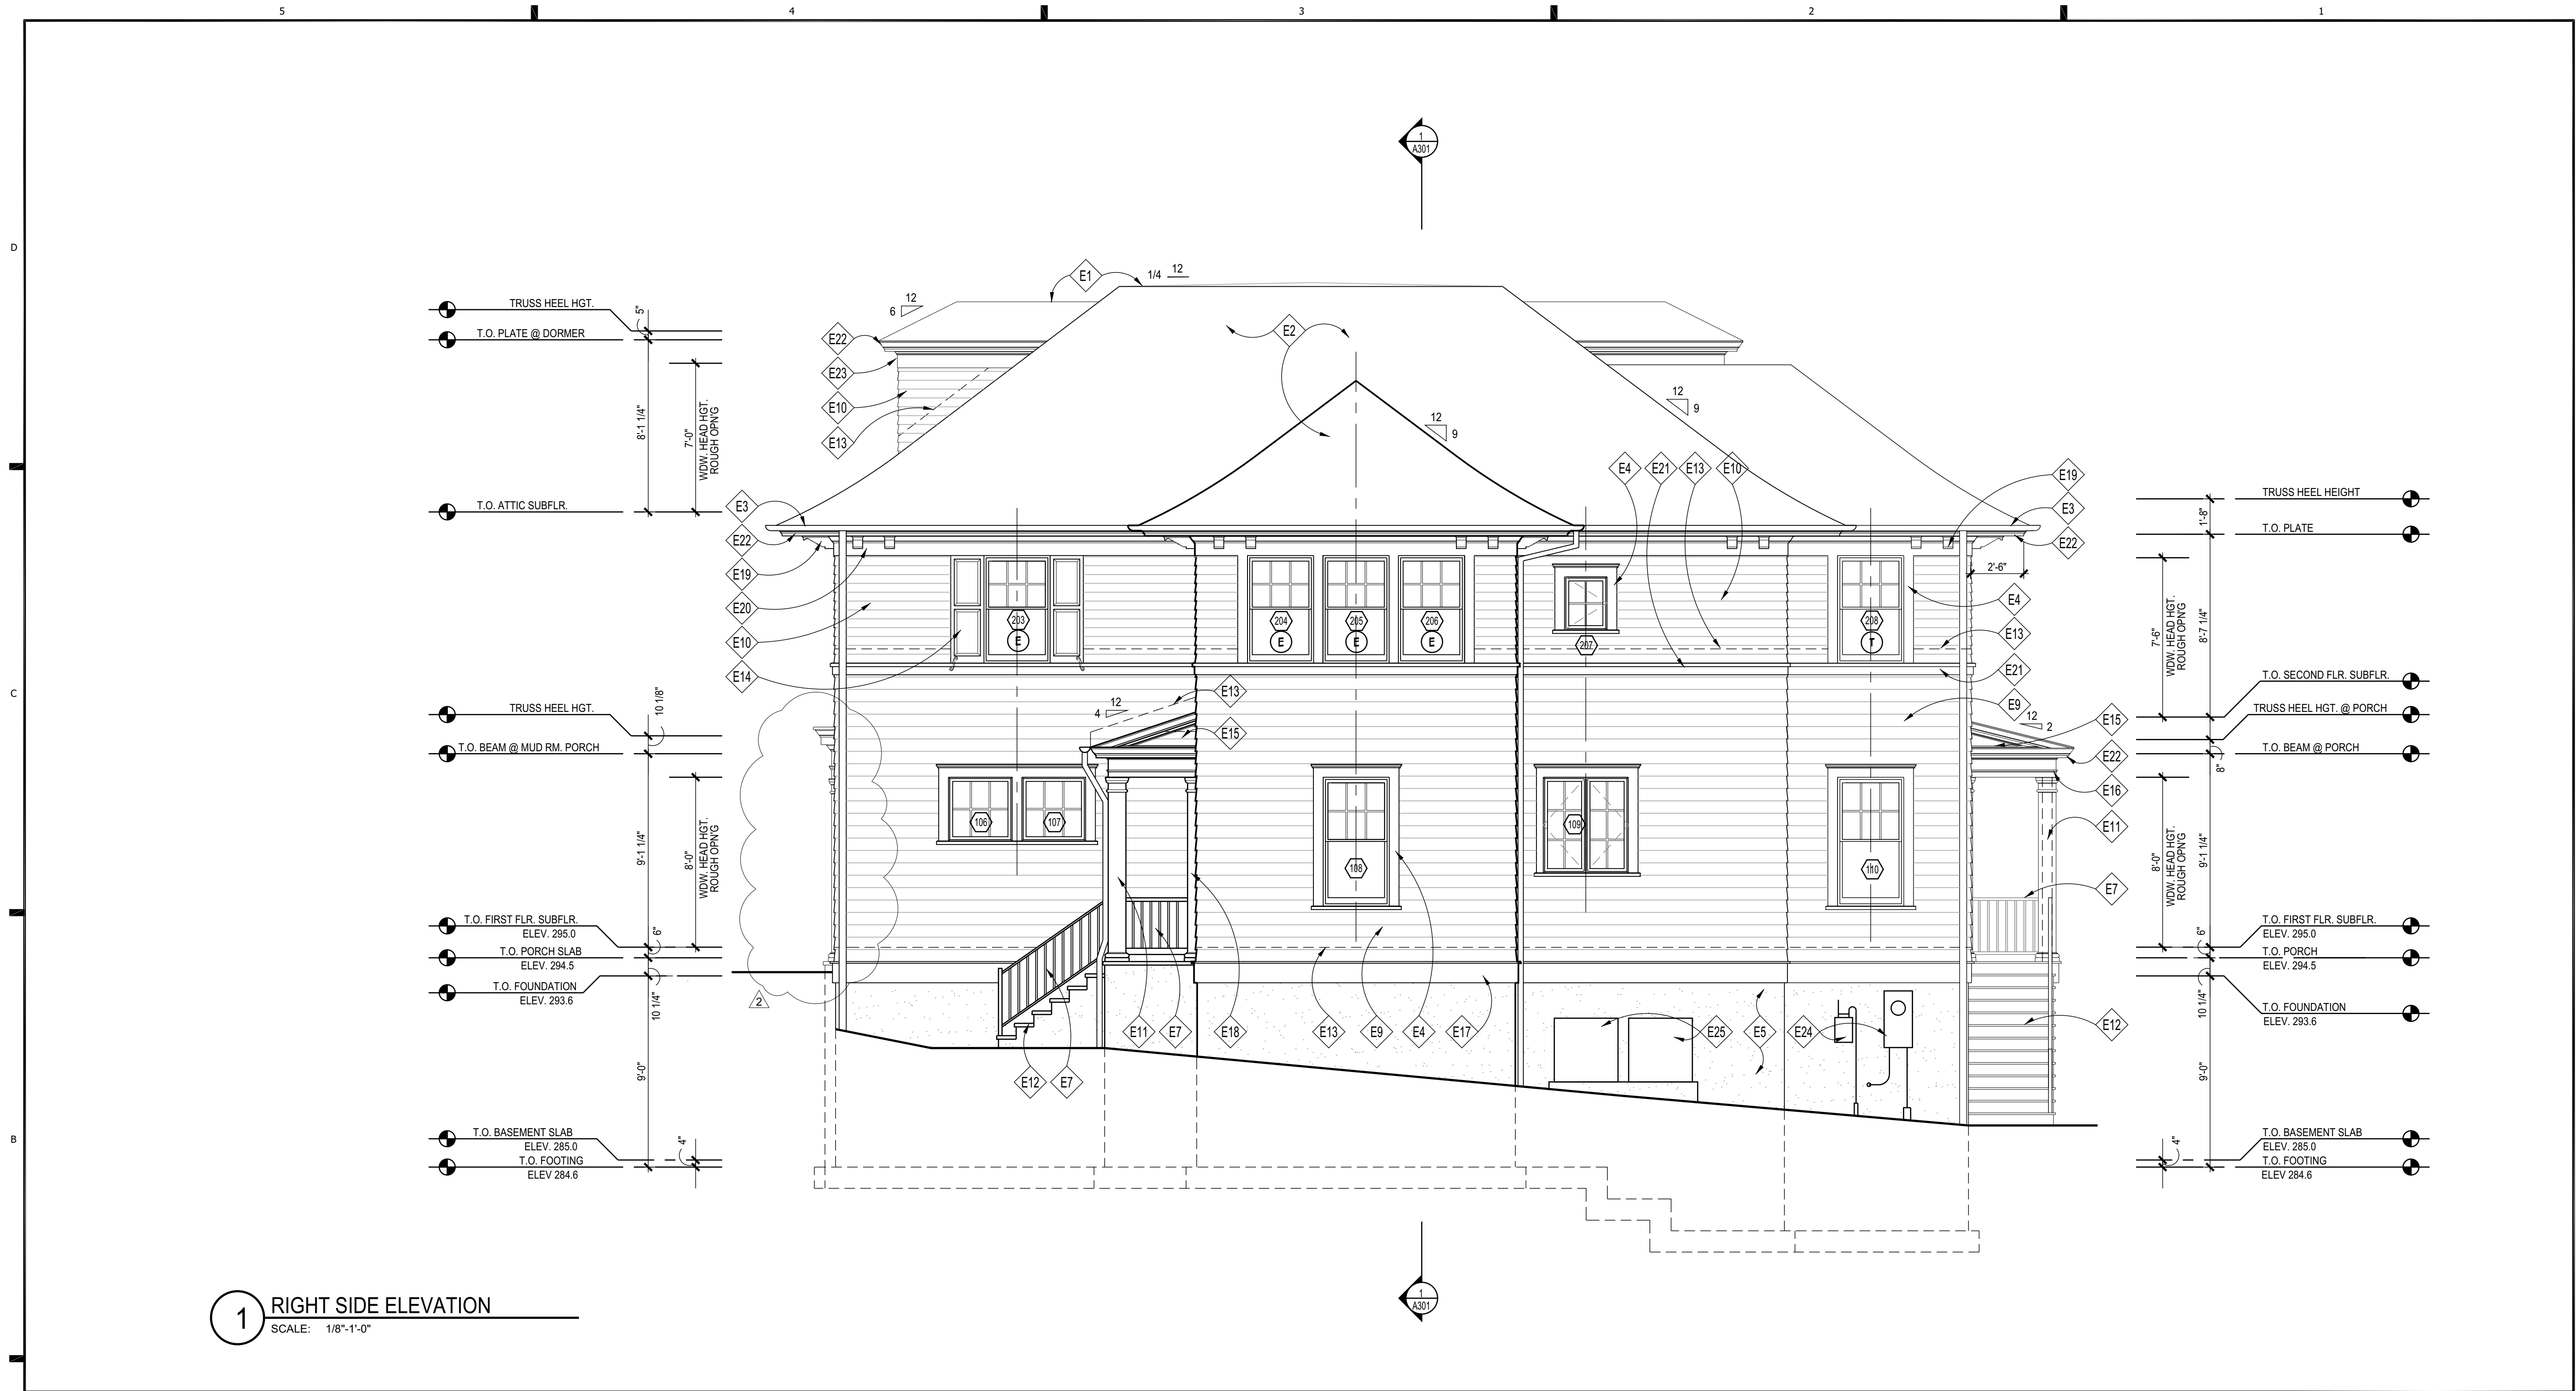 5
4
3
2
1
D
C
B
1
A301
E1
1/4
12
12
6
E2
E22
E23
E10
E13
12
9
12
9
TRUSS HEEL HGT.
5"
T.O. PLATE @ DORMER
8'-1 1/4"
7'-0"
WDW. HEAD HGT.
ROUGH OPN'G
T.O. ATTIC SUBFLR.
E3
E22
E19
E20
E10
E14
E4
E21
E13
E10
E19
E3
E22
2'-6"
E4
E13
E21
E9
TRUSS HEEL HEIGHT
1'-8"
T.O. PLATE
7'-6"
WDW. HEAD HGT.
ROUGH OPN'G
8'-7 1/4"
T.O. SECOND FLR. SUBFLR.
TRUSS HEEL HGT. @ PORCH
T.O. BEAM @ PORCH
8"
203
E
204
E
205
E
206
E
207
208
T
TRUSS HEEL HGT.
10 1/8"
T.O. BEAM @ MUD RM. PORCH
9'-1 1/4"
8'-0"
WDW. HEAD HGT.
ROUGH OPN'G
12
4
E13
E15
12
2
E15
E22
E16
E11
E7
E12
106
107
108
109
110
8'-0"
WDW. HEAD HGT.
ROUGH OPN'G
9'-1 1/4"
T.O. FIRST FLR. SUBFLR.
ELEV. 295.0
6"
T.O. PORCH SLAB
ELEV. 294.5
T.O. FOUNDATION
ELEV. 293.6
10 1/4"
9'-0"
T.O. BASEMENT SLAB
ELEV. 285.0
4"
T.O. FOOTING
ELEV 284.6
2
E11
E7
E18
E13
E9
E4
E17
E25
E5
E24
E12
E7
T.O. FIRST FLR. SUBFLR.
ELEV. 295.0
6"
T.O. PORCH
ELEV. 294.5
T.O. FOUNDATION
ELEV. 293.6
10 1/4"
9'-0"
T.O. BASEMENT SLAB
ELEV. 285.0
4"
T.O. FOOTING
ELEV 284.6
1
A301
1
RIGHT SIDE ELEVATION
SCALE: 1/8"-1'-0"